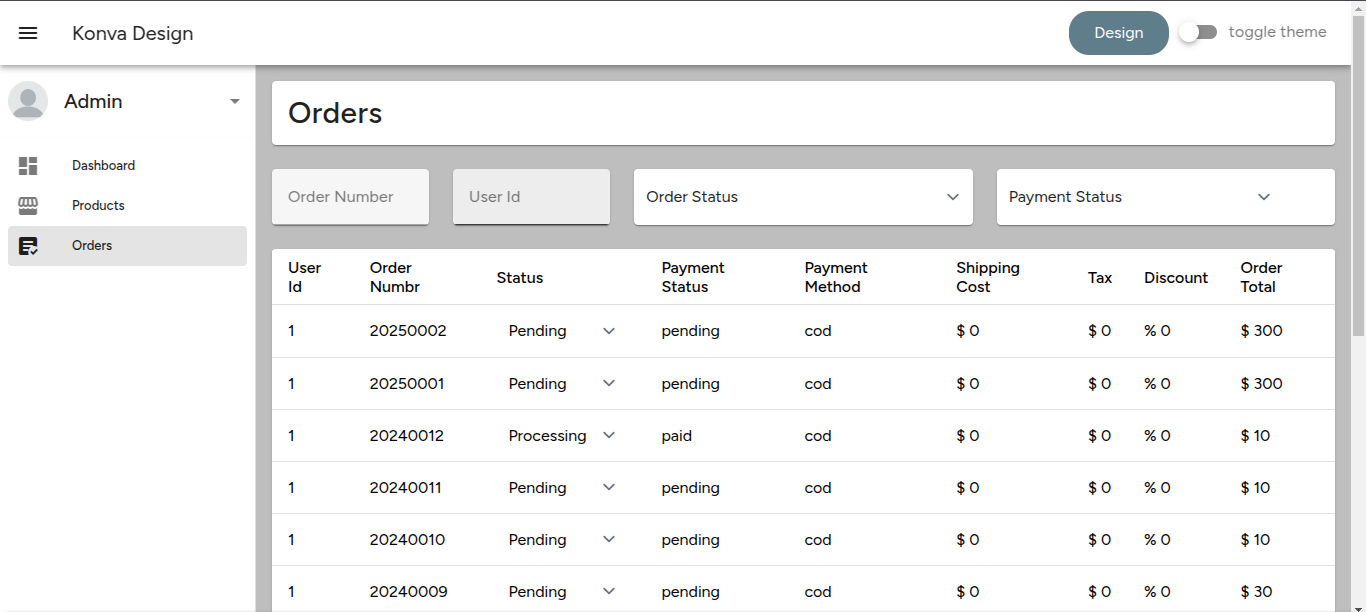 Konva Design
Design
toggle theme
Admin
Dashboard
Products
Orders
Orders
Order Number
User Id
Order Status
Payment Status
User Id Order Numbr Status Payment Status Payment Method Shipping Cost Tax Discount Order Total
1 20250002 Pending pending cod $ 0 $ 0 % 0 $ 300
1 20250001 Pending pending cod $ 0 $ 0 % 0 $ 300
1 20240012 Processing paid cod $ 0 $ 0 % 0 $ 10
1 20240011 Pending pending cod $ 0 $ 0 % 0 $ 10
1 20240010 Pending pending cod $ 0 $ 0 % 0 $ 10
1 20240009 Pending pending cod $ 0 $ 0 % 0 $ 30